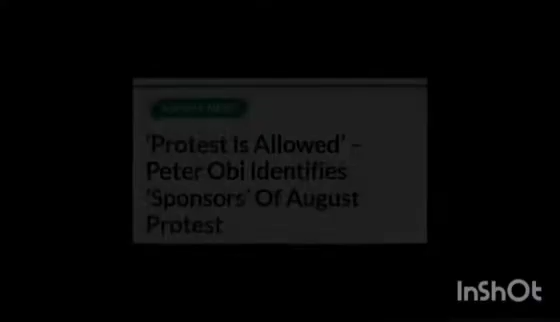 'Protest Is Allowed' –
Peter Obi Identifies
'Sponsors' Of August
Protest
InShOt